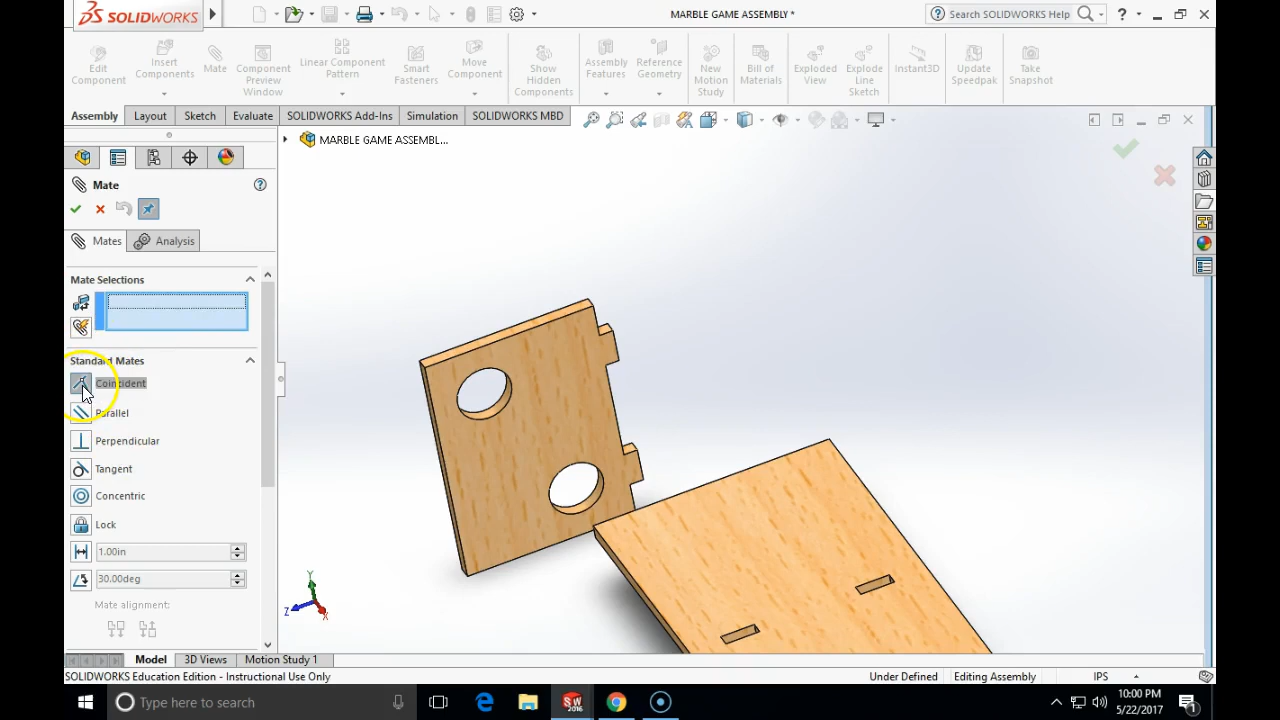 SOLIDWORKS
MARBLE GAME ASSEMBLY *
Search SOLIDWORKS Help
?
Edit Component
Insert Components
Mate
Component Preview Window
Linear Component Pattern
Smart Fasteners
Move Component
Show Hidden Components
Assembly Features
Reference Geometry
New Motion Study
Bill of Materials
Exploded View
Explode Line Sketch
Instant3D
Update Speedpak
Take Snapshot
Assembly
Layout
Sketch
Evaluate
SOLIDWORKS Add-Ins
Simulation
SOLIDWORKS MBD
MARBLE GAME ASSEMBL...
Mate
?
Mates
Analysis
Mate Selections
Standard Mates
Coincident
Parallel
Perpendicular
Tangent
Concentric
Lock
1.00in
30.00deg
Mate alignment:
Y
Z
X
Model
3D Views
Motion Study 1
SOLIDWORKS Education Edition - Instructional Use Only
Under Defined
Editing Assembly
IPS
Type here to search
SW
2016
10:00 PM
5/22/2017
1